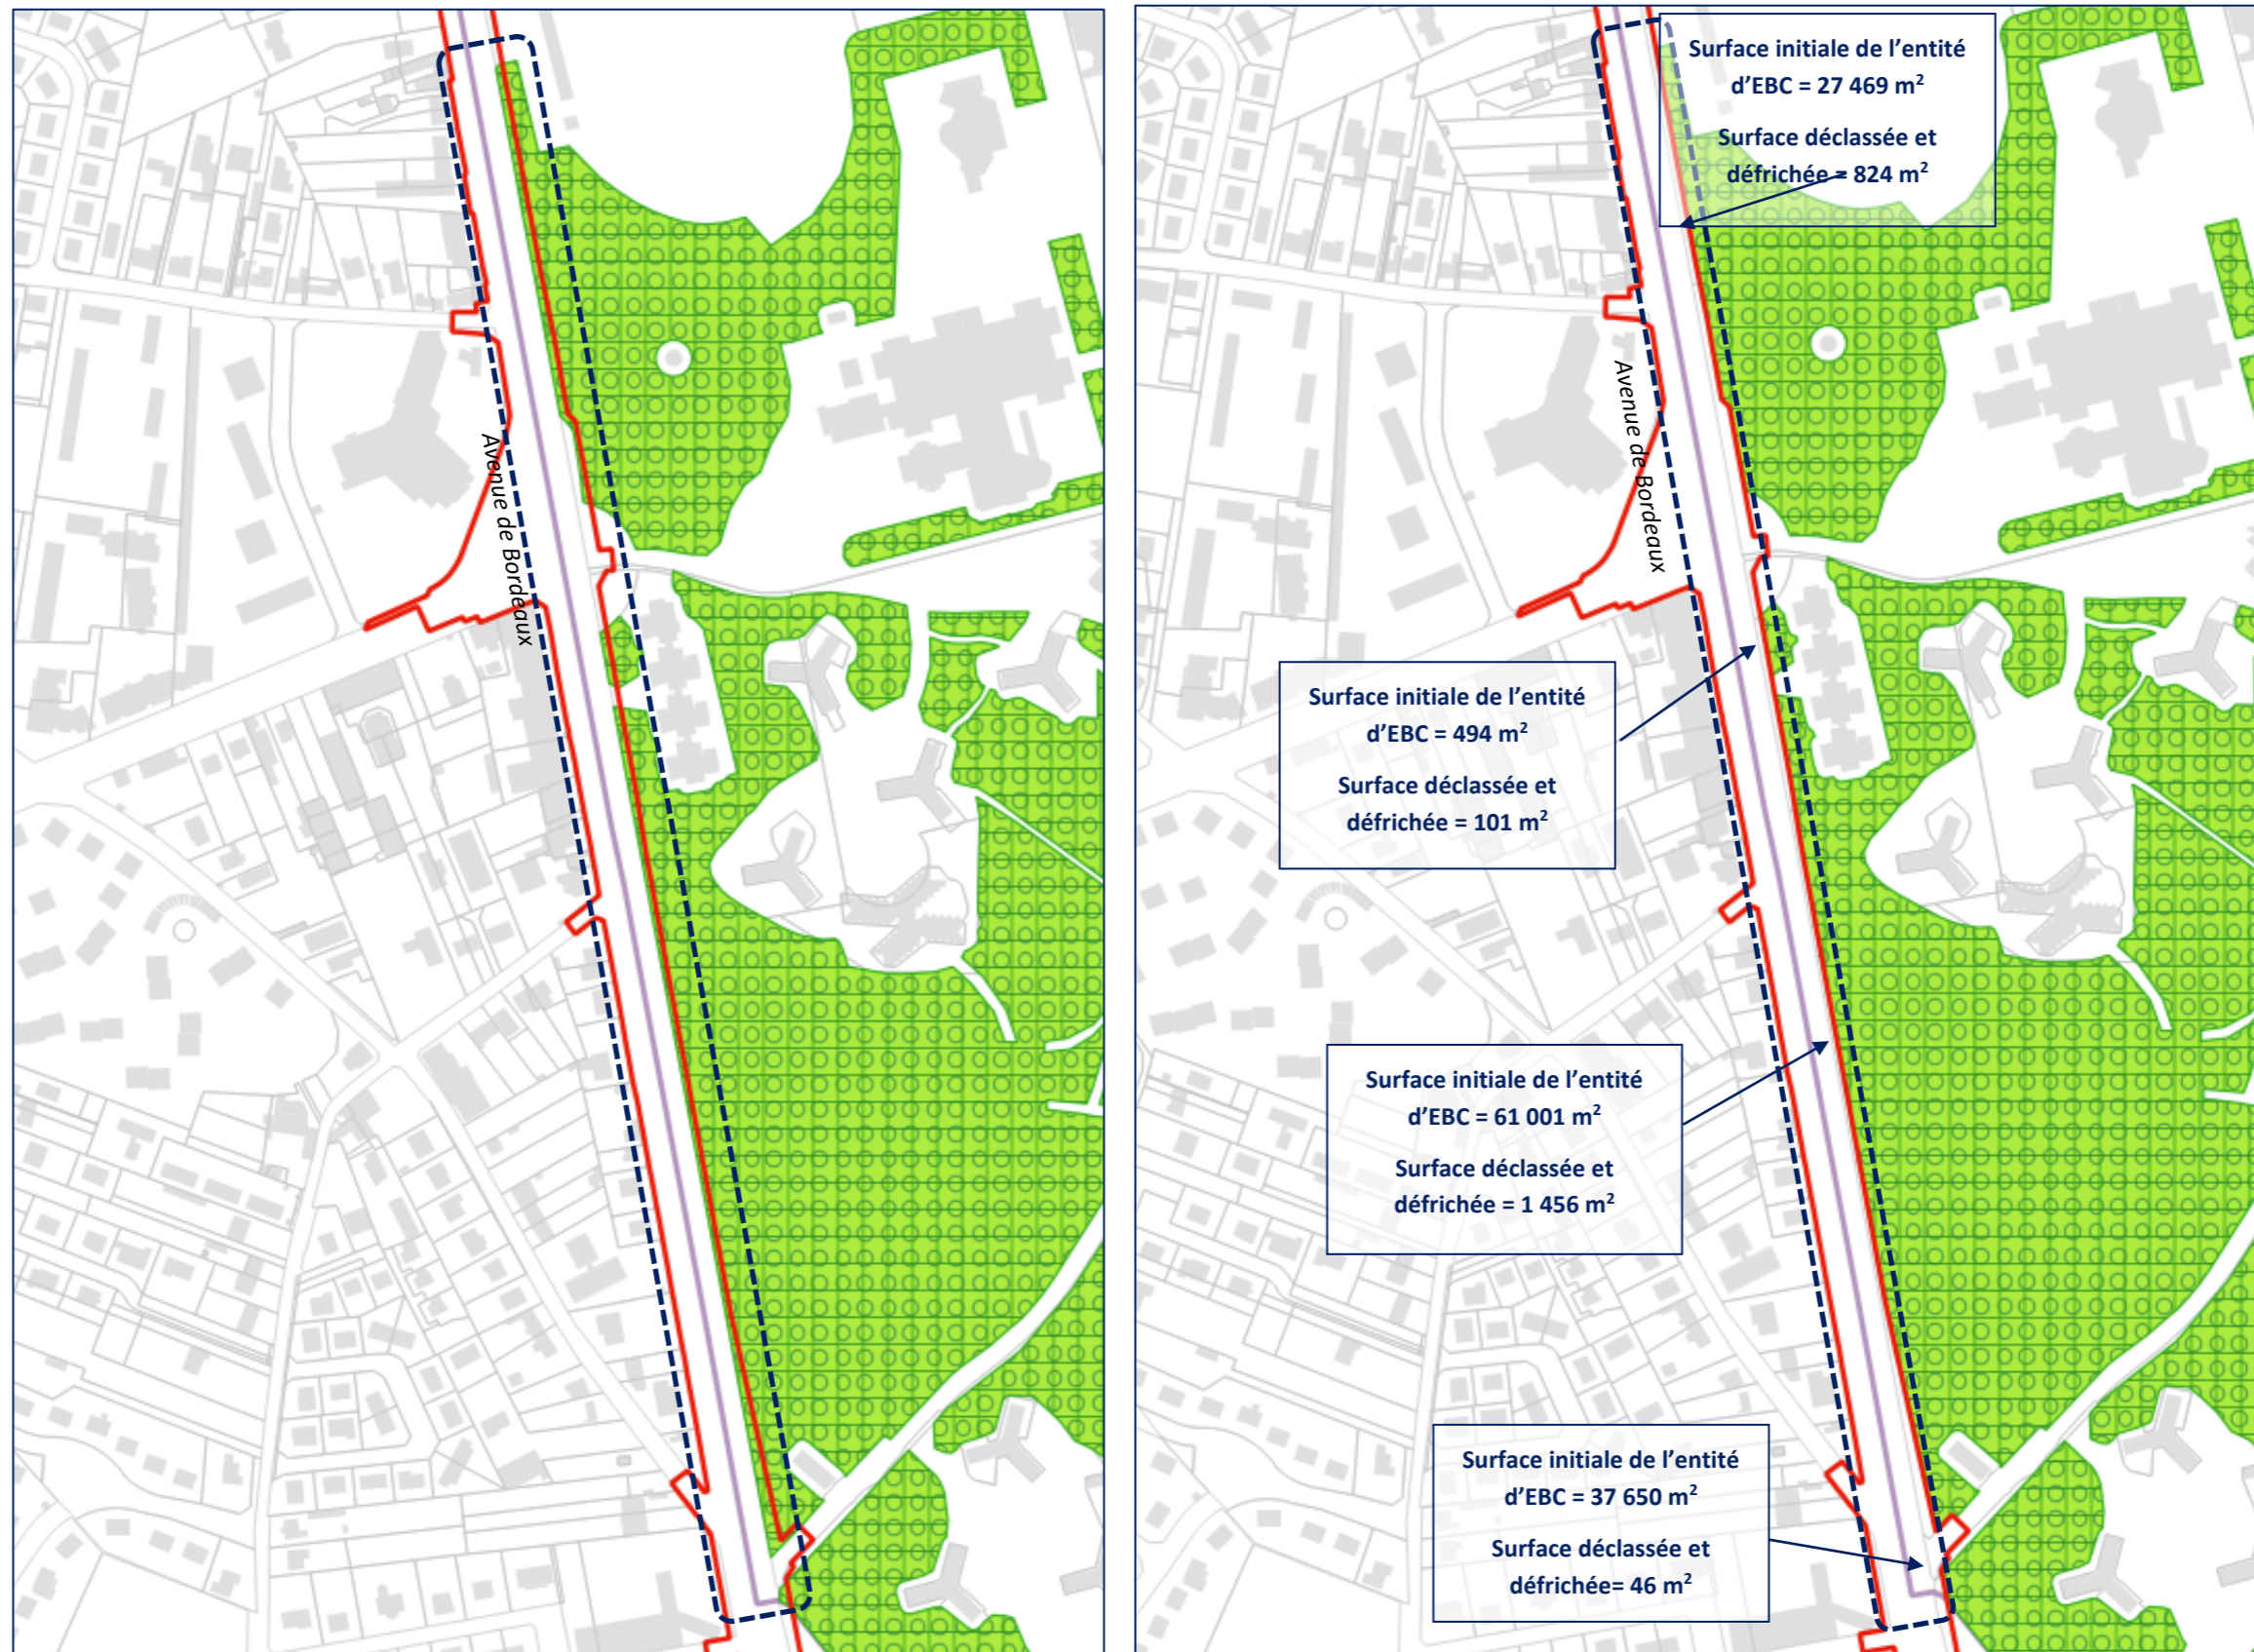 Avenue de Bordeaux
Surface initiale de l’entité
d’EBC = 27 469 m²
Surface déclassée et
défrichée = 824 m²
Avenue de Bordeaux
Surface initiale de l’entité
d’EBC = 494 m²
Surface déclassée et
défrichée = 101 m²
Surface initiale de l’entité
d’EBC = 61 001 m²
Surface déclassée et
défrichée = 1 456 m²
Surface initiale de l’entité
d’EBC = 37 650 m²
Surface déclassée et
défrichée= 46 m²